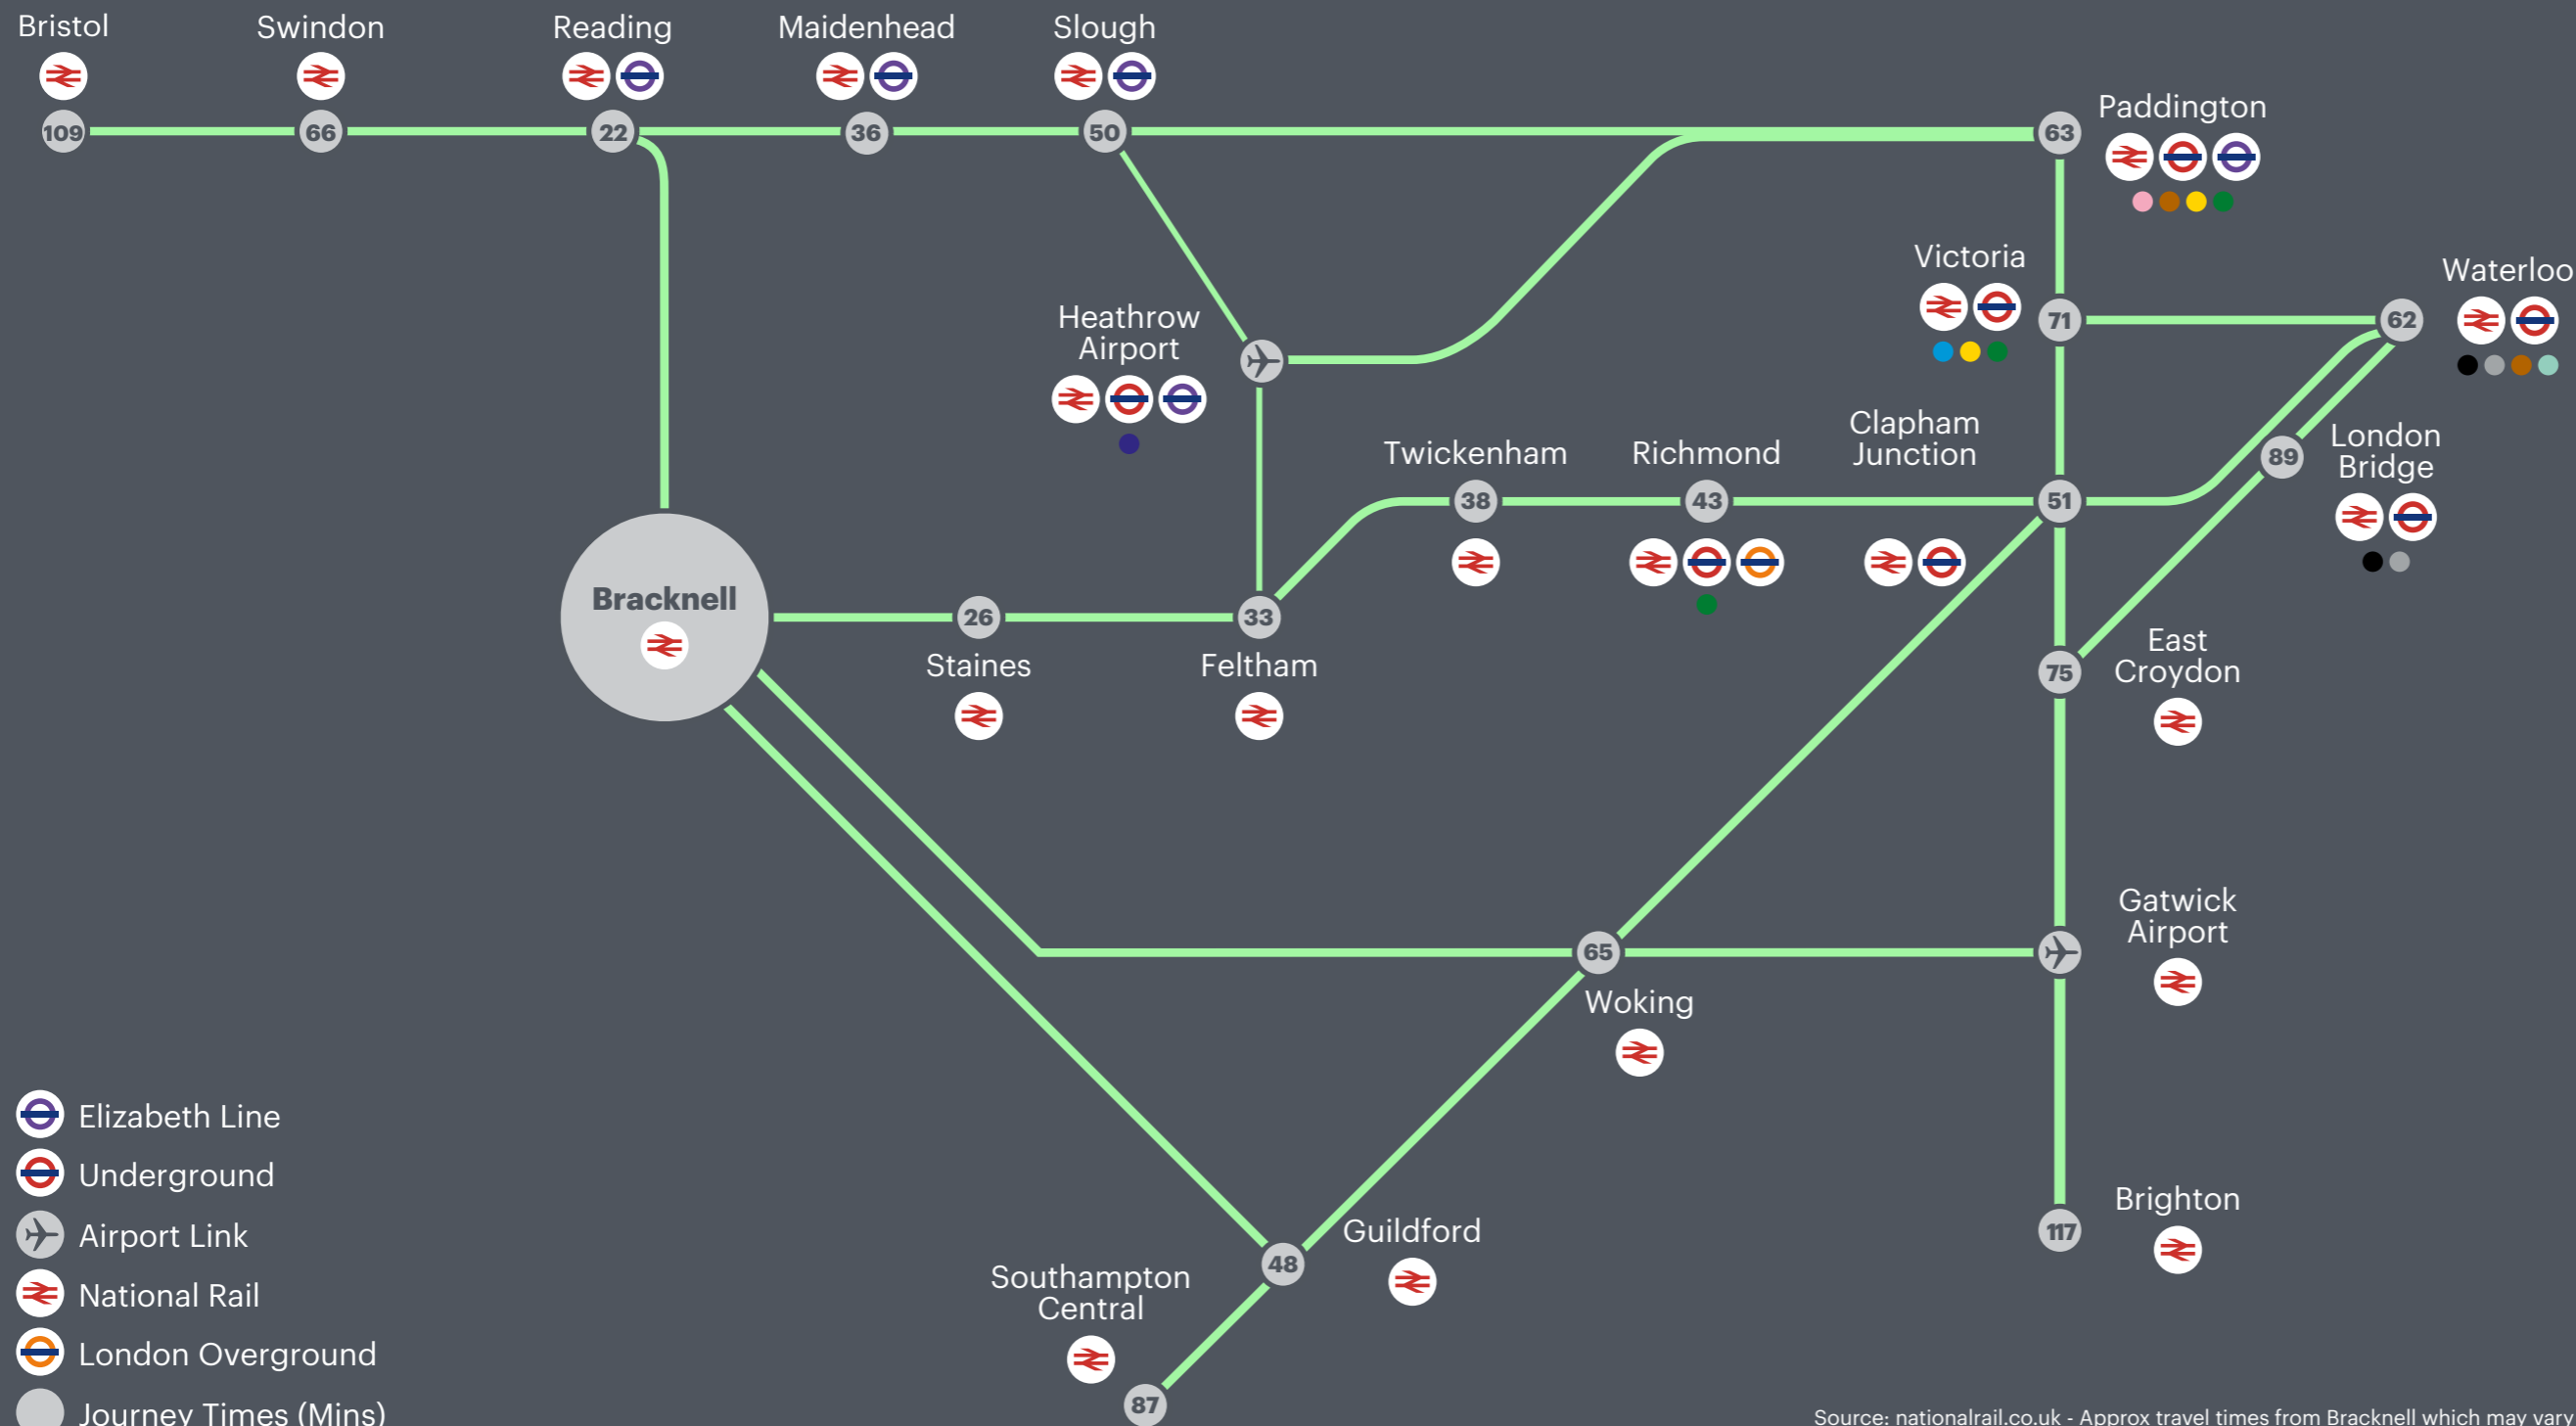 Bristol
Swindon
Reading
Maidenhead
Slough
109
66
22
36
50
63
Paddington
Victoria
71
62
Waterloo
Heathrow
Airport
Clapham
Junction
Twickenham
Richmond
38
43
51
89
London
Bridge
Bracknell
26
33
Staines
Feltham
75
East
Croydon
Gatwick
Airport
65
Woking
Brighton
117
48
Guildford
Southampton
Central
87
Elizabeth Line
Underground
Airport Link
National Rail
London Overground
Journey Times (Mins)
Source: nationalrail.co.uk - Approx travel times from Bracknell which may vary